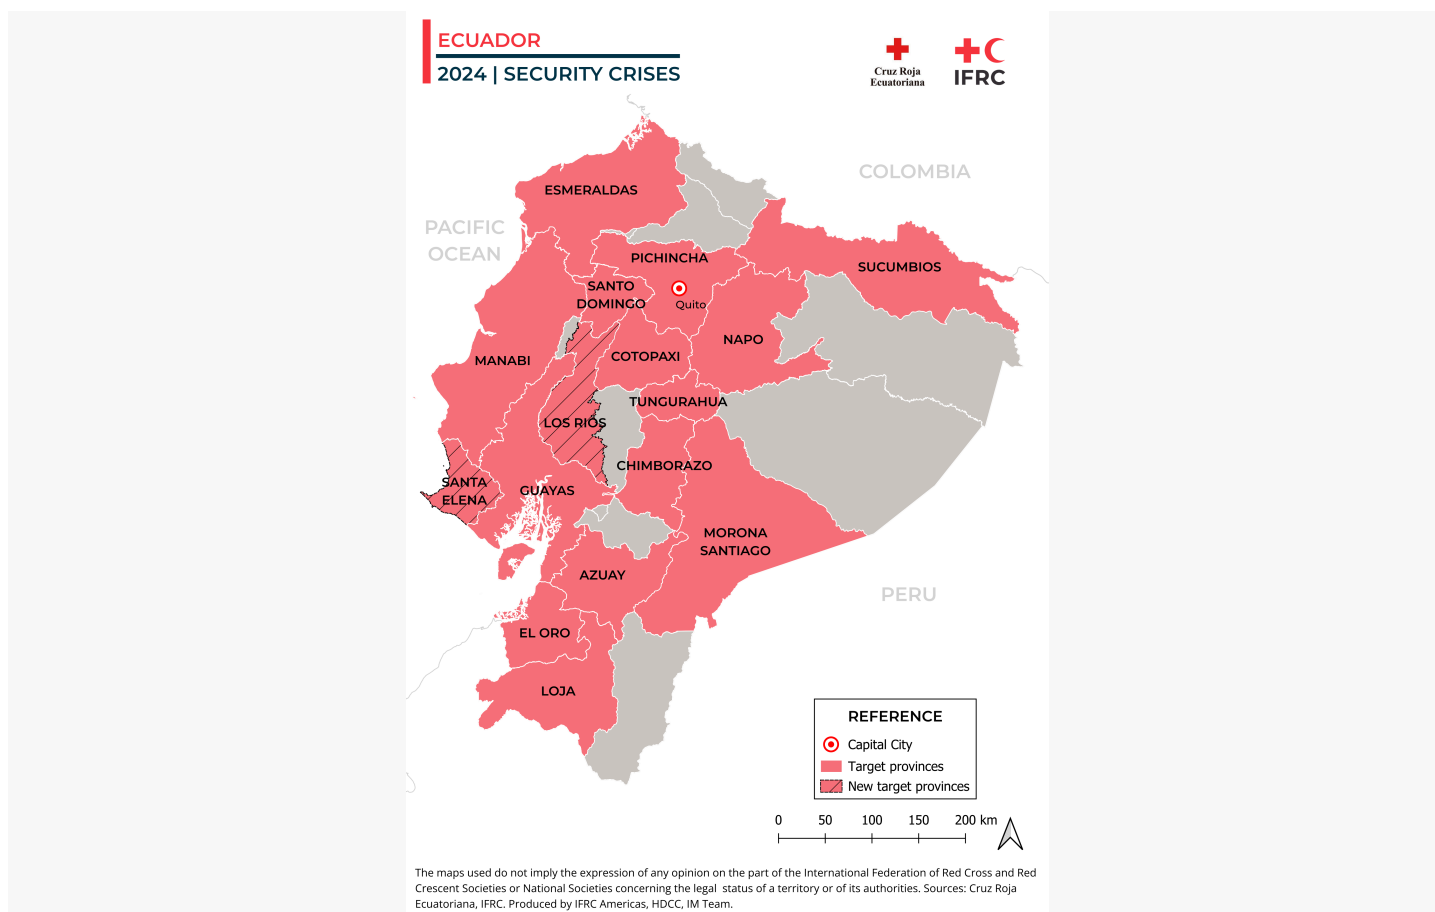 ECUADOR
2024 | SECURITY CRISES
Cruz Roja
Ecuatoriana
IFRC
COLOMBIA
PACIFIC
OCEAN
ESMERALDAS
PICHINCHA
SUCUMBIOS
SANTO
DOMINGO
Quito
NAPO
MANABI
COTOPAXI
TUNGURAHUA
LOS RIOS
CHIMBORAZO
SANTA
ELENA
GUAYAS
MORONA
SANTIAGO
AZUAY
PERU
EL ORO
LOJA
REFERENCE
Capital City
Target provinces
New target provinces
0 50 100 150 200 km
The maps used do not imply the expression of any opinion on the part of the International Federation of Red Cross and Red
Crescent Societies or National Societies concerning the legal status of a territory or of its authorities. Sources: Cruz Roja
Ecuatoriana, IFRC. Produced by IFRC Americas, HDCC, IM Team.